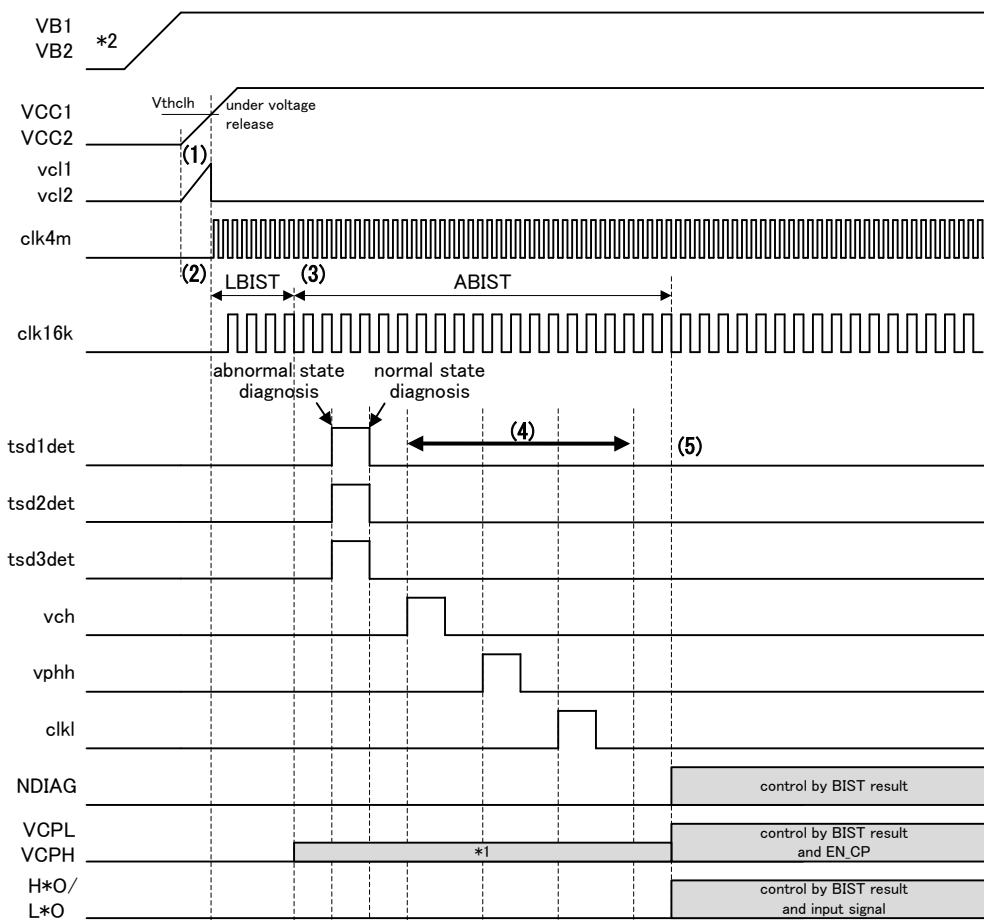 VB1
VB2
*2
VCC1
VCC2
Vthclh
under voltage
release
(1)
vcl1
vcl2
clk4m
(2)
LBIST
(3)
ABIST
clk16k
abnormal state
diagnosis
normal state
diagnosis
tsd1det
(4)
(5)
tsd2det
tsd3det
vch
vphh
clkl
NDIAG
control by BIST result
VCPL
VCPH
*1
control by BIST result
and EN_CP
H*O/
L*O
control by BIST result
and input signal